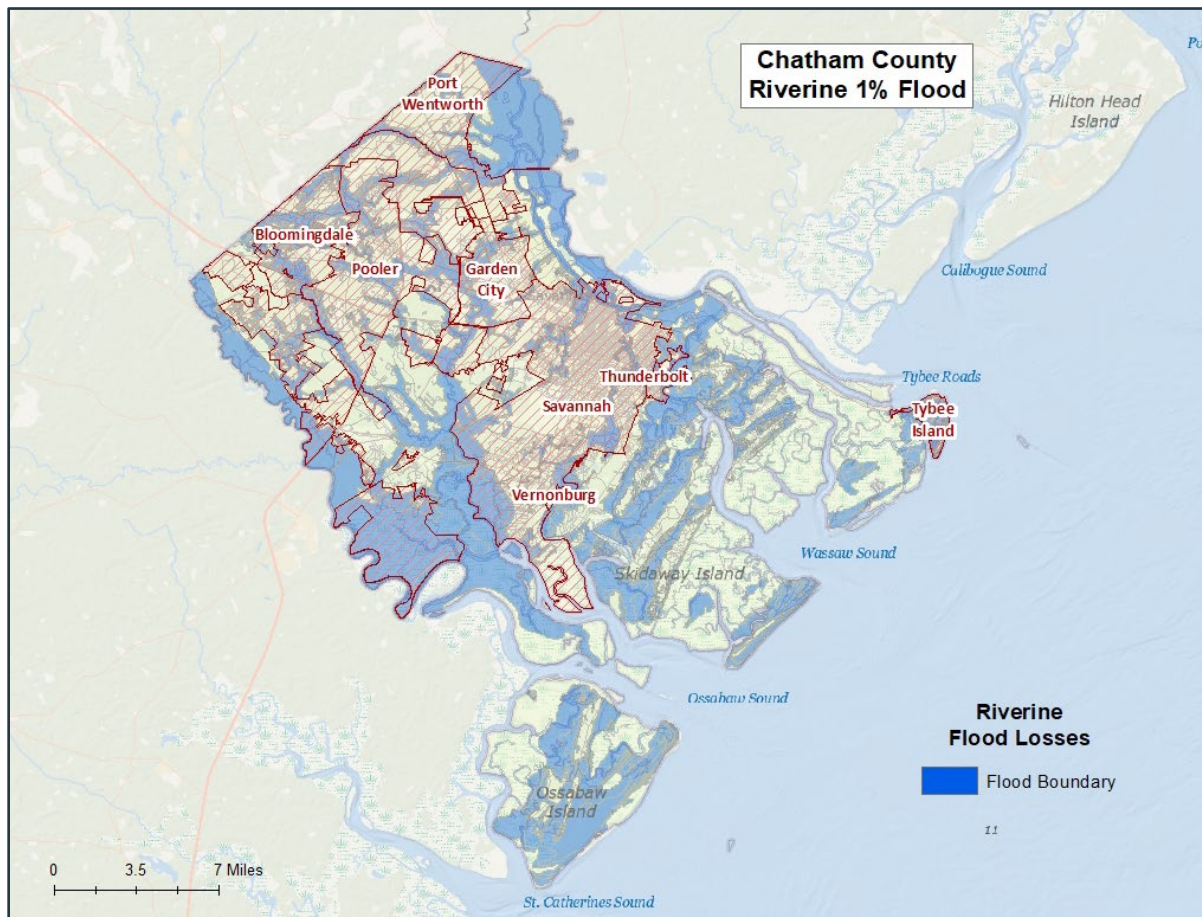 Chatham County
Riverine 1% Flood
Po
Hilton Head
Island
Port
Wentworth
Bloomingdale
Pooler
Garden
City
Calibogue Sound
Thunderbolt
Tybee Roads
Savannah
Tybee
Island
Vernonburg
Wassaw Sound
Skidaway Island
Ossabaw Sound
Riverine
Flood Losses
Flood Boundary
Ossabaw
Island
11
0 3.5 7 Miles
St. Catherines Sound